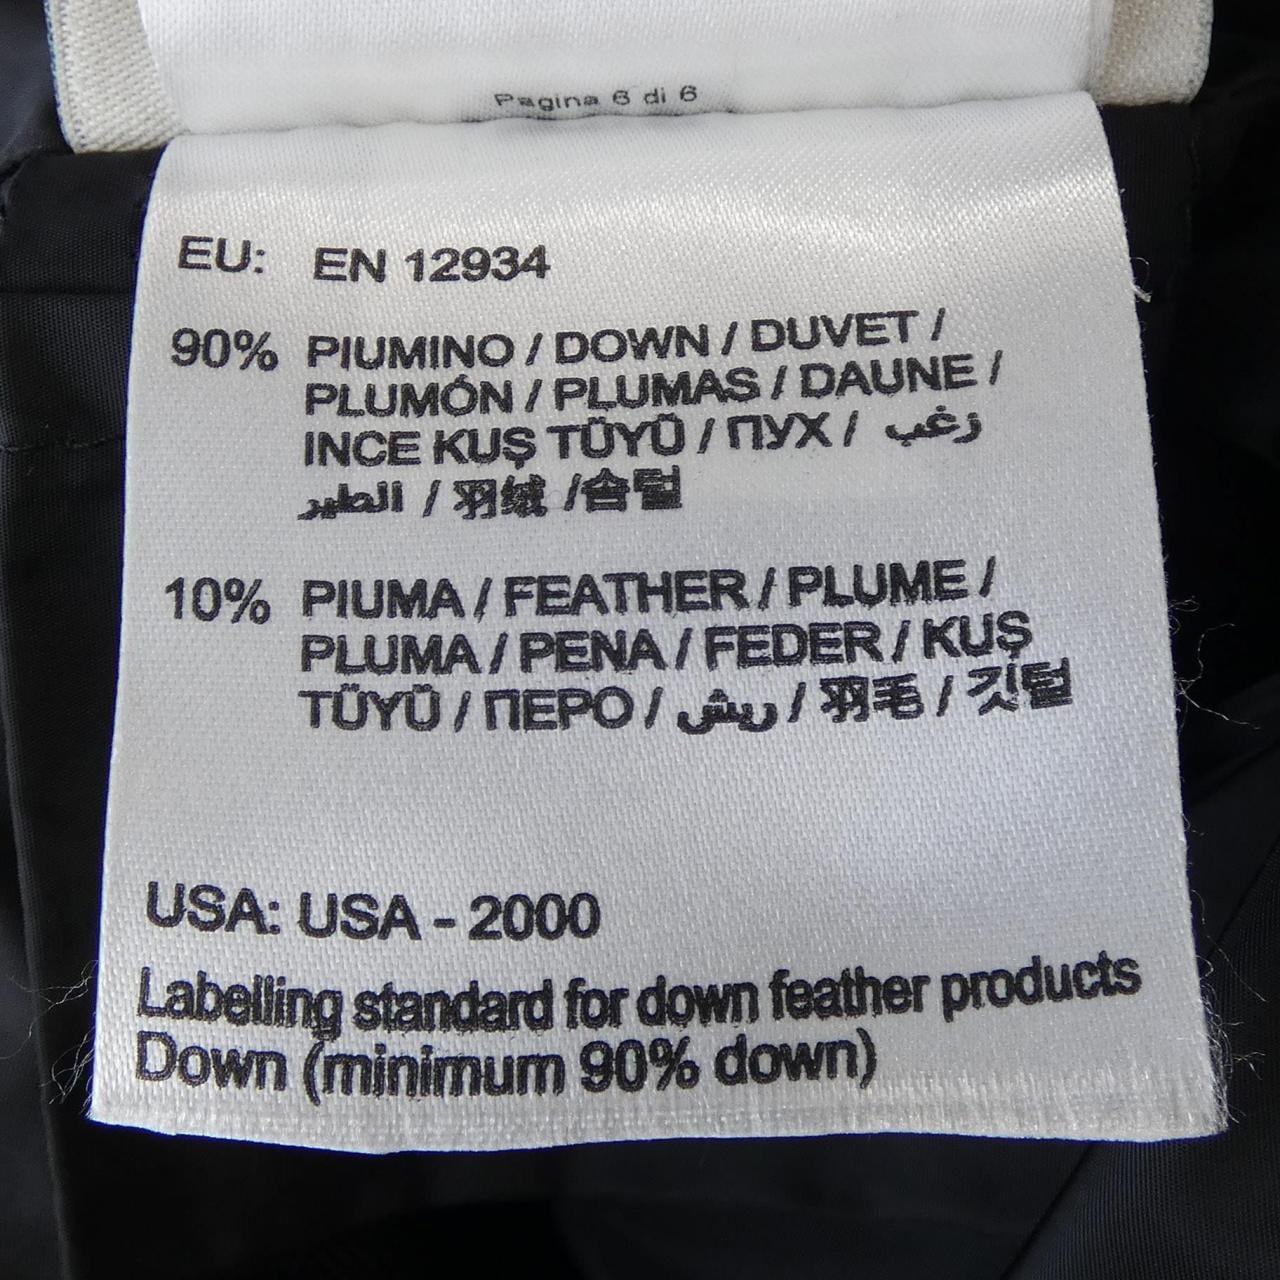 Pagina 6 di 6
EU: EN 12934
90% PIUMINO / DOWN / DUVET /
PLUMÓN / PLUMAS / DAUNE /
INCE KUŞ TÜYÜ / ПУХ / زغب
الطير / 羽绒 /솜털
10% PIUMA / FEATHER / PLUME /
PLUMA / PENA / FEDER / KUŞ
TÜYÜ / ПЕРО / ريش / 羽毛 / 깃털
USA: USA - 2000
Labelling standard for down feather products
Down (minimum 90% down)